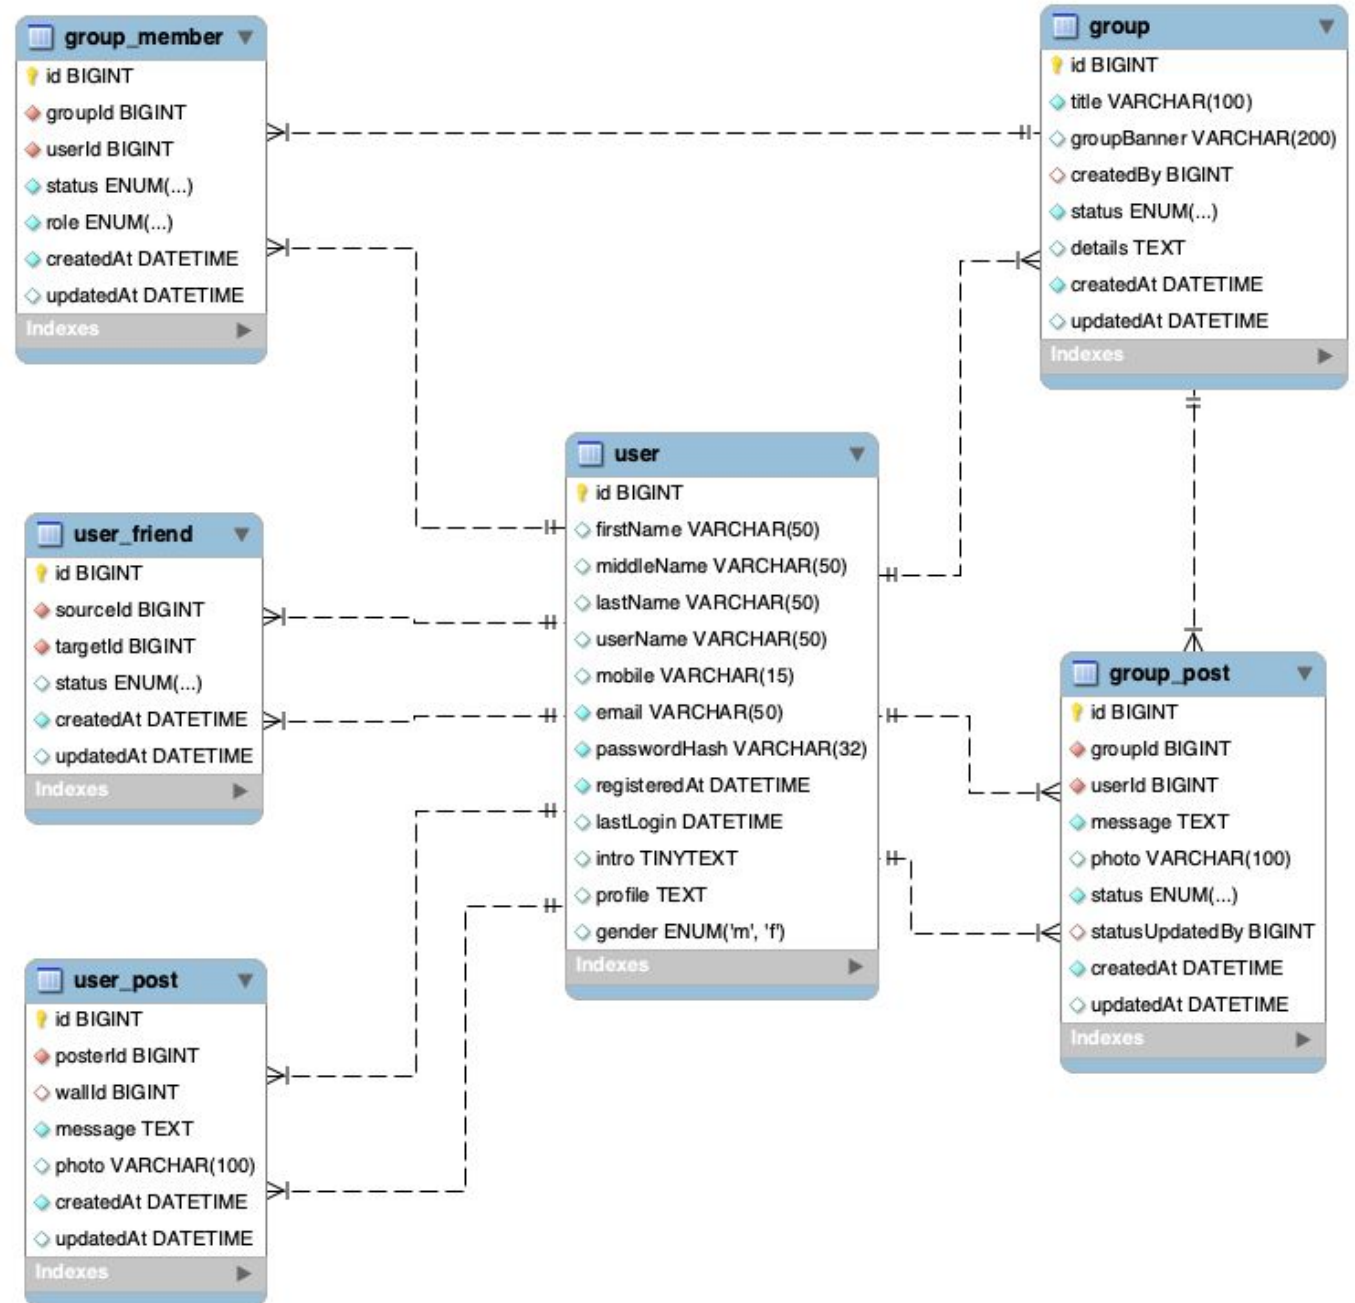 group_member
id BIGINT
groupId BIGINT
userId BIGINT
status ENUM(...)
role ENUM(...)
createdAt DATETIME
updatedAt DATETIME
Indexes
group
id BIGINT
title VARCHAR(100)
groupBanner VARCHAR(200)
createdBy BIGINT
status ENUM(...)
details TEXT
createdAt DATETIME
updatedAt DATETIME
Indexes
user
id BIGINT
firstName VARCHAR(50)
middleName VARCHAR(50)
lastName VARCHAR(50)
userName VARCHAR(50)
mobile VARCHAR(15)
email VARCHAR(50)
passwordHash VARCHAR(32)
registeredAt DATETIME
lastLogin DATETIME
intro TINYTEXT
profile TEXT
gender ENUM('m', 'f')
Indexes
user_friend
id BIGINT
sourceId BIGINT
targetId BIGINT
status ENUM(...)
createdAt DATETIME
updatedAt DATETIME
Indexes
group_post
id BIGINT
groupId BIGINT
userId BIGINT
message TEXT
photo VARCHAR(100)
status ENUM(...)
statusUpdatedBy BIGINT
createdAt DATETIME
updatedAt DATETIME
Indexes
user_post
id BIGINT
posterId BIGINT
wallId BIGINT
message TEXT
photo VARCHAR(100)
createdAt DATETIME
updatedAt DATETIME
Indexes